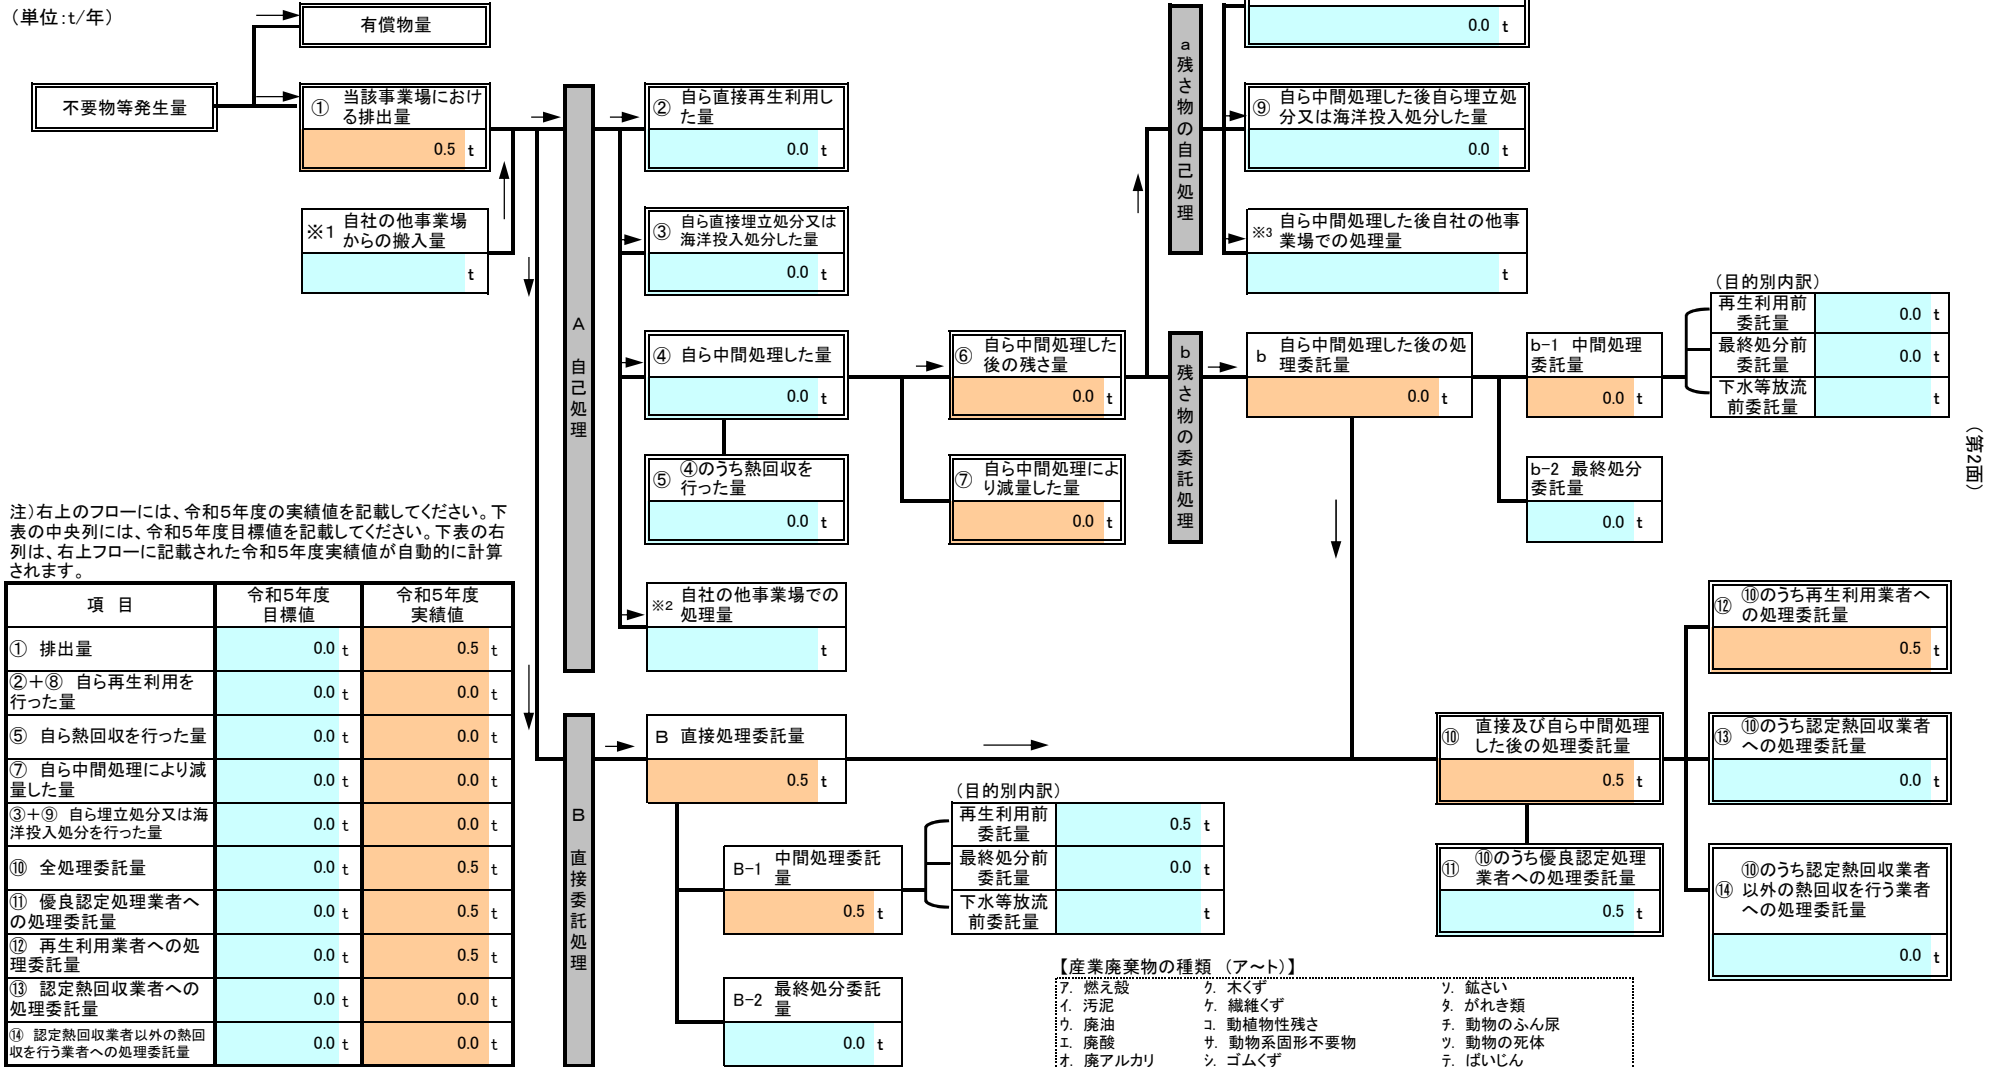 （単位：t/年）
有償物量
不要物等発生量
① 当該事業場におけ
る排出量
0.5 t
※1 自社の他事業場
からの搬入量
t
A 自己処理
② 自ら直接再生利用し
た量
0.0 t
③ 自ら直接埋立処分又は
海洋投入処分した量
0.0 t
④ 自ら中間処理した量
0.0 t
⑤ ④のうち熱回収を
行った量
0.0 t
※2 自社の他事業場での
処理量
t
⑥ 自ら中間処理した
後の残さ量
0.0 t
⑦ 自ら中間処理によ
り減量した量
0.0 t
a 残さ物の自己処理
0.0 t
⑨ 自ら中間処理した後自ら埋立処
分又は海洋投入処分した量
0.0 t
※3 自ら中間処理した後自社の他事
業場での処理量
t
b 残さ物の委託処理
b 自ら中間処理した後の処
理委託量
0.0 t
b-1 中間処理
委託量
0.0 t
b-2 最終処分
委託量
0.0 t
（目的別内訳）
再生利用前
委託量
0.0 t
最終処分前
委託量
0.0 t
下水等放流
前委託量
t
（第2面）
注）右上のフローには、令和5年度の実績値を記載してください。下
表の中央列には、令和5年度目標値を記載してください。下表の右
列は、右上フローに記載された令和5年度実績値が自動的に計算
されます。
項 目 令和5年度 目標値 令和5年度 実績値
① 排出量 0.0 t 0.5 t
②＋⑧ 自ら再生利用を
行った量 0.0 t 0.0 t
⑤ 自ら熱回収を行った量 0.0 t 0.0 t
⑦ 自ら中間処理により減
量した量 0.0 t 0.0 t
③＋⑨ 自ら埋立処分又は海
洋投入処分を行った量 0.0 t 0.0 t
⑩ 全処理委託量 0.0 t 0.5 t
⑪ 優良認定処理業者へ
の処理委託量 0.0 t 0.5 t
⑫ 再生利用業者への処
理委託量 0.0 t 0.5 t
⑬ 認定熱回収業者への
処理委託量 0.0 t 0.0 t
⑭ 認定熱回収業者以外の熱回
収を行う業者への処理委託量 0.0 t 0.0 t
B 直接委託処理
B 直接処理委託量
0.5 t
B-1 中間処理委託
量
0.5 t
B-2 最終処分委託
量
0.0 t
（目的別内訳）
再生利用前
委託量
0.5 t
最終処分前
委託量
0.0 t
下水等放流
前委託量
t
⑩ 直接及び自ら中間処理
した後の処理委託量
0.5 t
⑪ ⑩のうち優良認定処理
業者への処理委託量
0.5 t
⑫ ⑩のうち再生利用業者へ
の処理委託量
0.5 t
⑬ ⑩のうち認定熱回収業者
への処理委託量
0.0 t
⑭ ⑩のうち認定熱回収業者
以外の熱回収を行う業者
への処理委託量
0.0 t
【産業廃棄物の種類 （ア～ト）】
ア. 燃え殻 ク. 木くず ソ. 鉱さい
イ. 汚泥 ケ. 繊維くず タ. がれき類
ウ. 廃油 コ. 動植物性残さ チ. 動物のふん尿
エ. 廃酸 サ. 動物系固形不要物 ツ. 動物の死体
オ. 廃アルカリ シ. ゴムくず テ. ばいじん